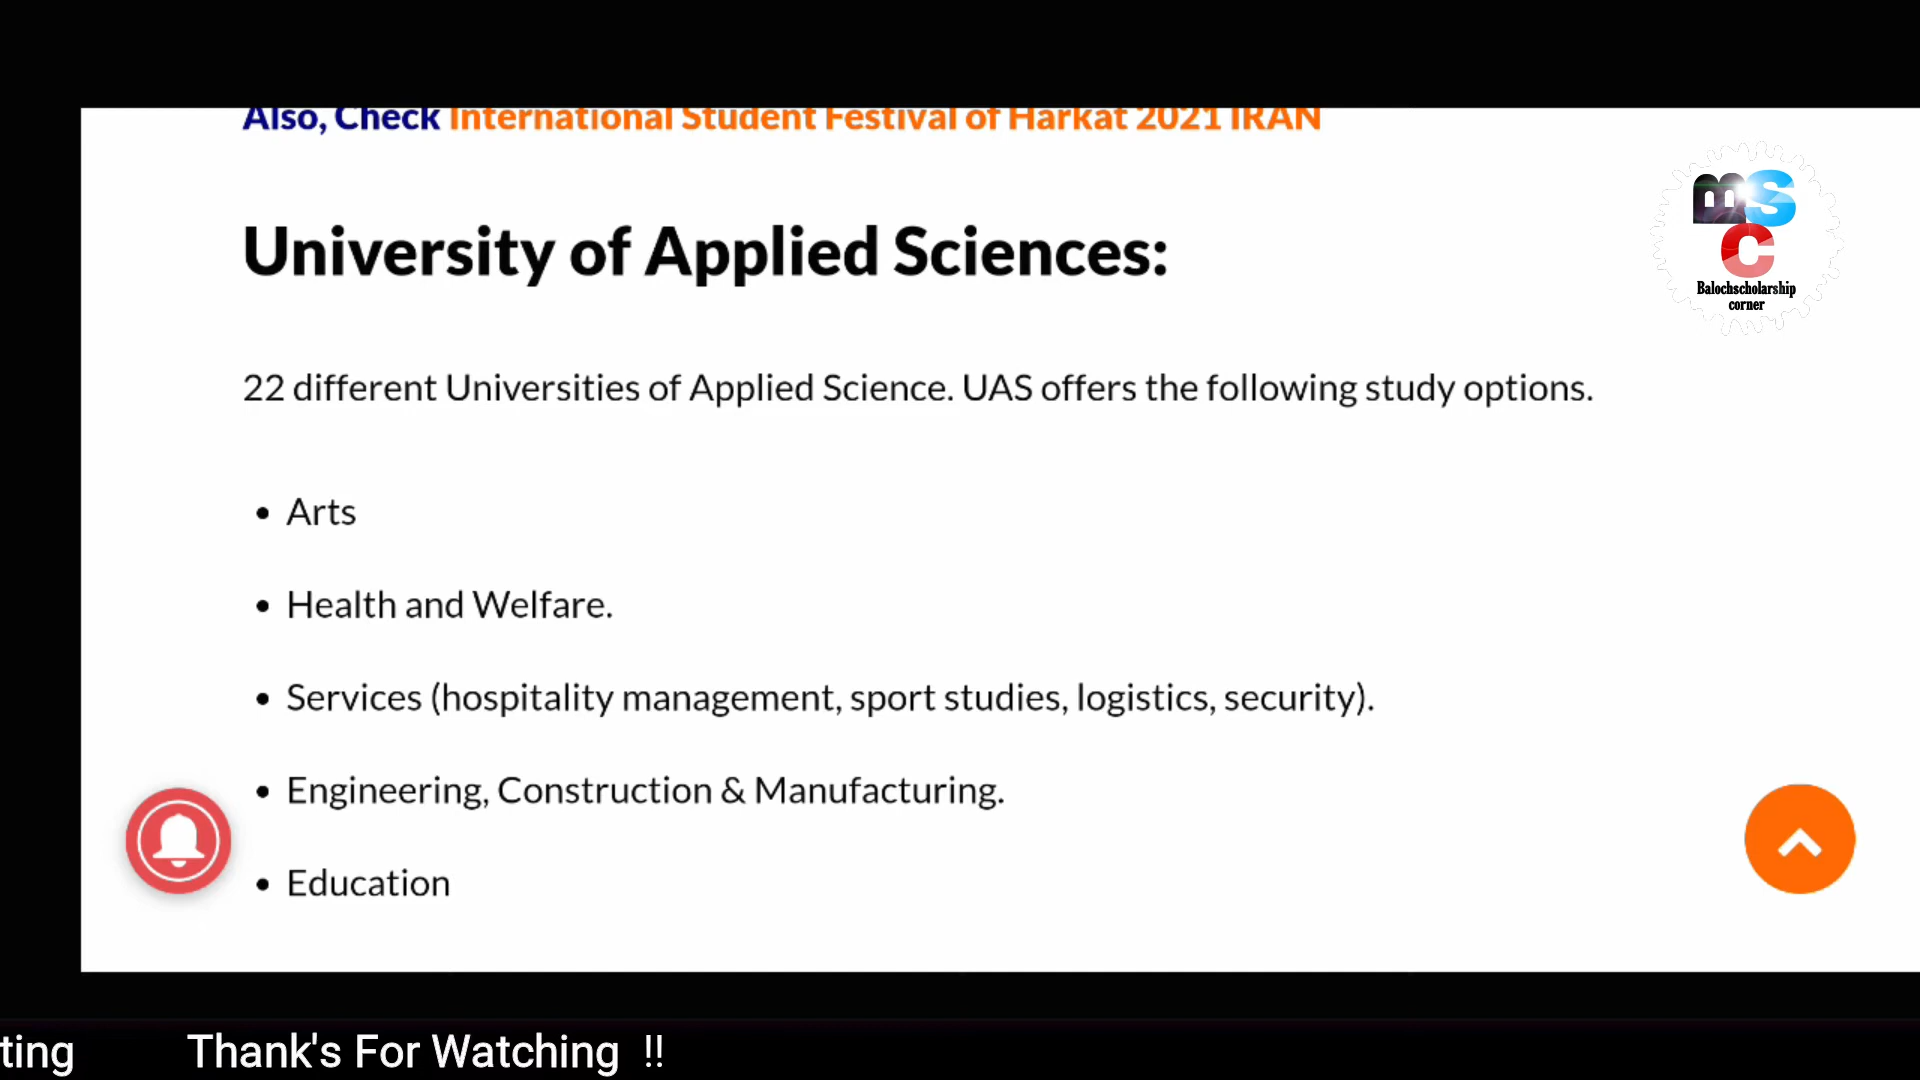 Also, Check International Student Festival of Harkat 2021 IRAN
msc
Balochscholarship
corner
University of Applied Sciences:
22 different Universities of Applied Science. UAS offers the following study options.
• Arts
• Health and Welfare.
• Services (hospitality management, sport studies, logistics, security).
• Engineering, Construction & Manufacturing.
• Education
ting Thank's For Watching !!